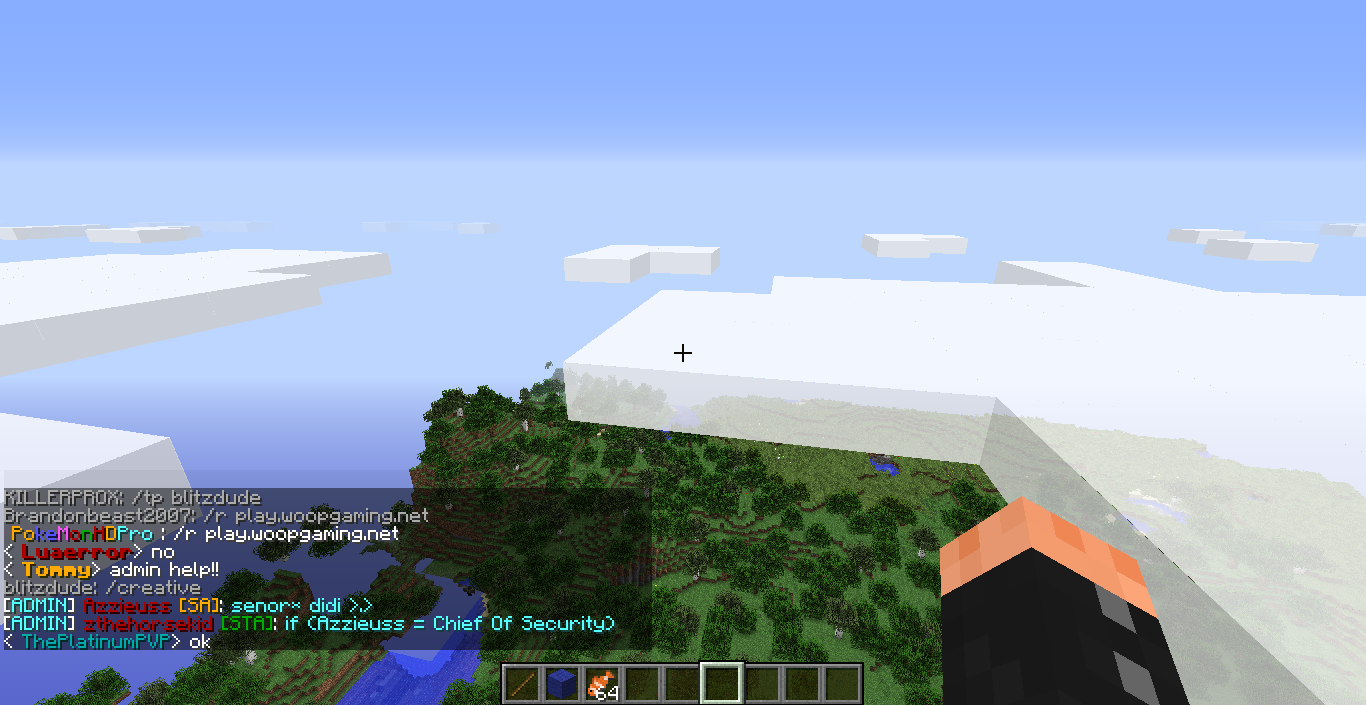 KILLERPROX: /tp blitzdude
Brandonbeast2007: /r play.woopgaming.net
PokeMonMDPro : /r play.woopgaming.net
< Luaerror> no
< Tommy> admin help!!
blitzdude: /creative
[ADMIN] Azzieuss [SA]: senor* didi >.>
[ADMIN] zthehorsekid [STA]: if (Azzieuss = Chief Of Security)
< ThePlatinumPVP> ok
64